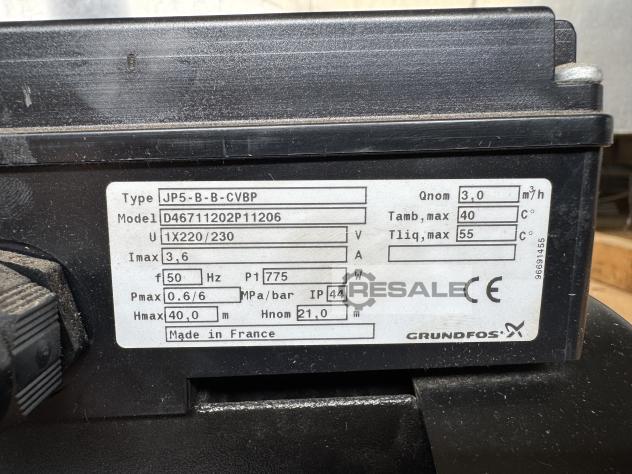 Type JP5-B-B-CVBP
Model D46711202P11206
U 1X220/230 V
Imax 3,6 A
f 50 Hz P1 775 W
Pmax 0.6/6 MPa/bar IP 44
Hmax 40,0 m Hnom 21,0 m
Made in France
Qnom 3,0 m³/h
Tamb,max 40 C°
Tliq,max 55 C°
96691455
RESALE
CE
GRUNDFOS